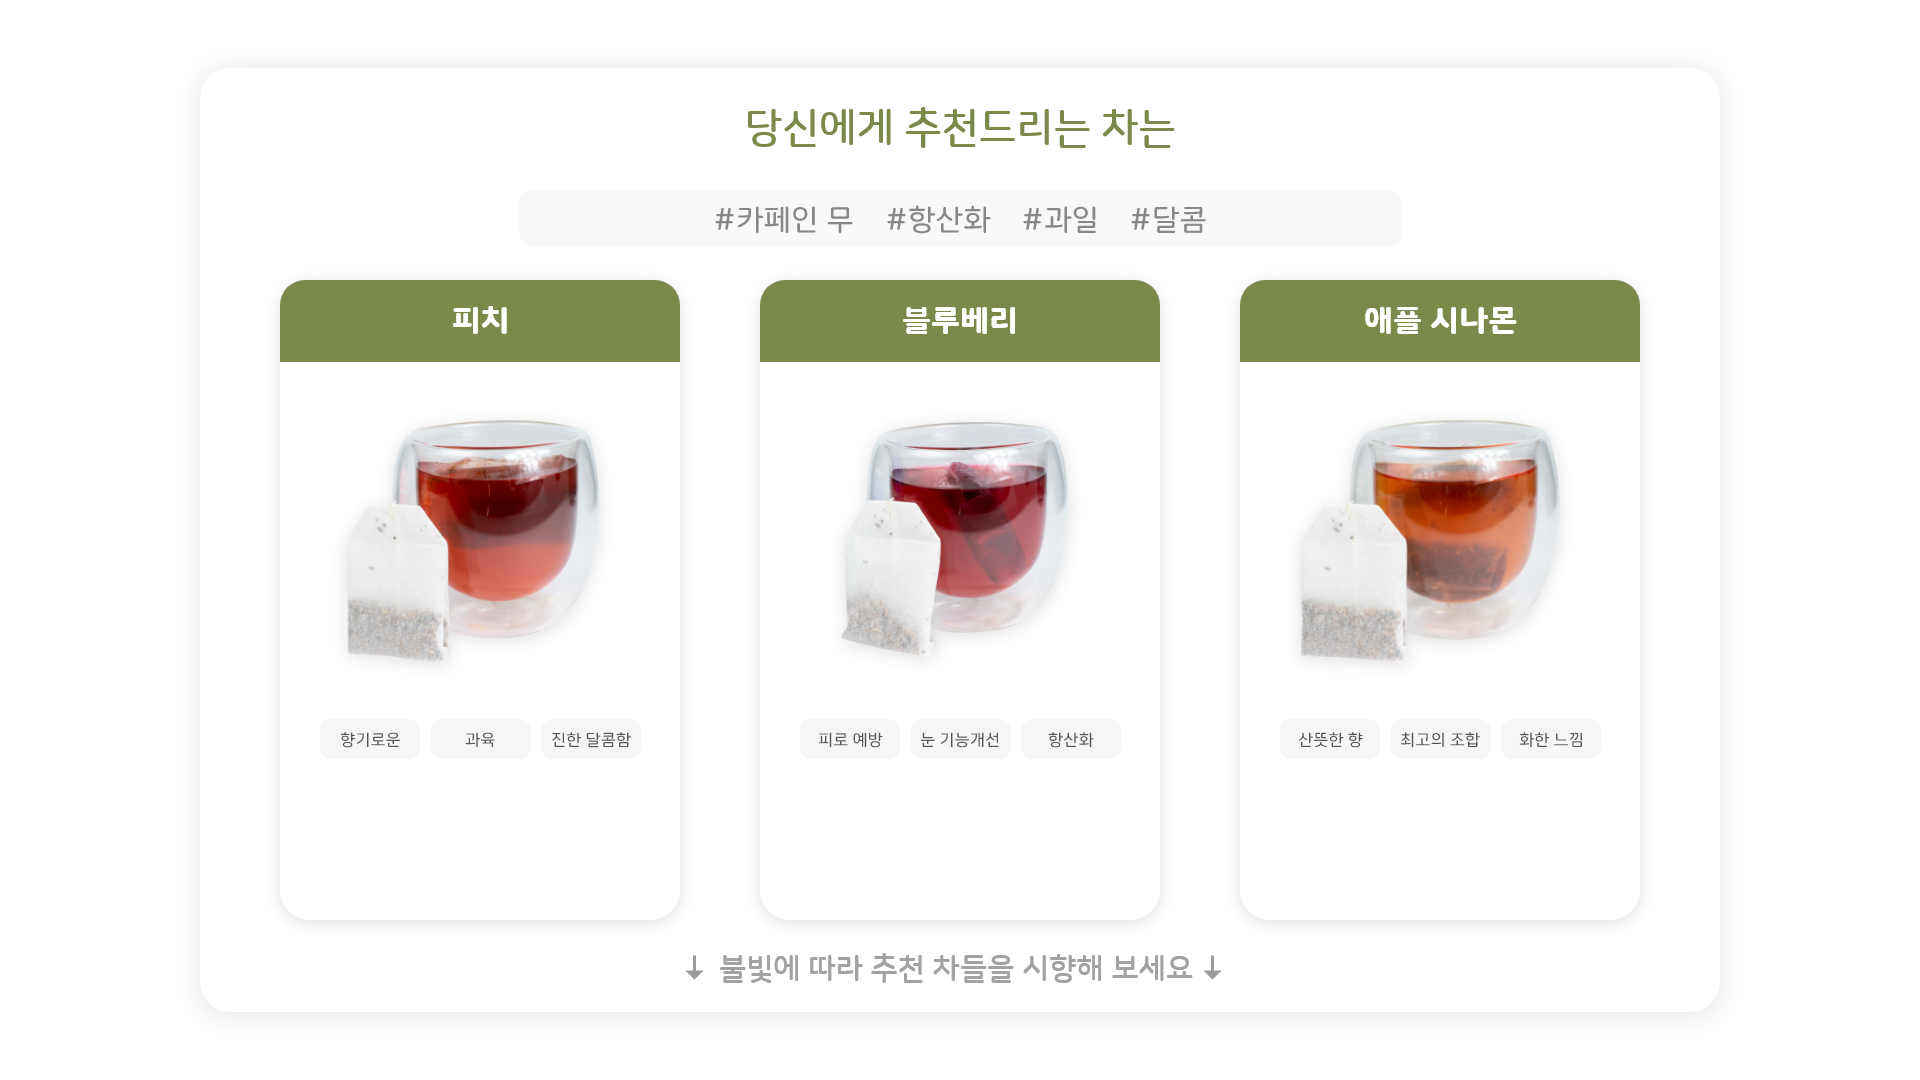 당신에게 추천드리는 차는
#카페인 무 #항산화 #과일 #달콤
피치
향기로운 과육 진한 달콤함
블루베리
피로 예방 눈 기능개선 항산화
애플 시나몬
산뜻한 향 최고의 조합 화한 느낌
↓ 불빛에 따라 추천 차들을 시향해 보세요 ↓